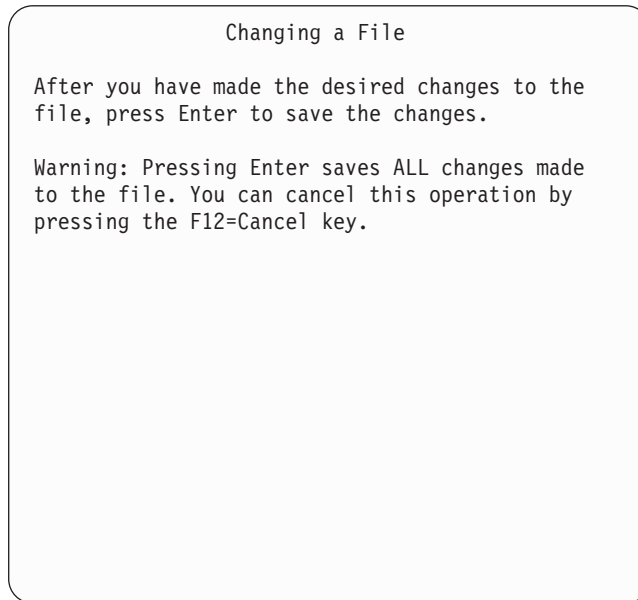 Changing a File
After you have made the desired changes to the
file, press Enter to save the changes.
Warning: Pressing Enter saves ALL changes made
to the file. You can cancel this operation by
pressing the F12=Cancel key.